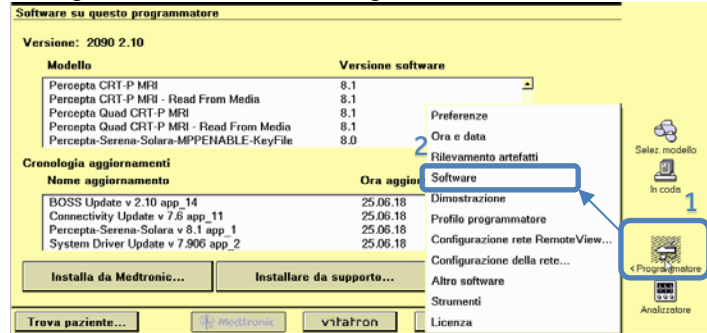 Software su questo programmatore
Versione: 2090 2.10
Modello Versione software
Percepta CRT-P MRI 8.1
Percepta CRT-P MRI - Read From Media 8.1
Percepta Quad CRT-P MRI 8.1
Percepta Quad CRT-P MRI - Read From Media 8.1
Percepta-Serena-Solara-MPPENABLE-KeyFile 8.0
Cronologia aggiornamenti
Nome aggiornamento Ora aggior
BOSS Update v 2.10 app_14 25.06.18
Connectivity Update v 7.6 app_11 25.06.18
Percepta-Serena-Solara v 8.1 app_1 25.06.18
System Driver Update v 7.906 app_2 25.06.18
Installa da Medtronic... Installare da supporto...
Trova paziente... Medtronic vitatron
Preferenze
Ora e data
2
Rilevamento artefatti
Software
Dimostrazione
Profilo programmatore
Configurazione rete RemoteView...
Configurazione della rete...
Altro software
Strumenti
Licenza
Selez. modello
In coda
1
< Programmatore
Analizzatore